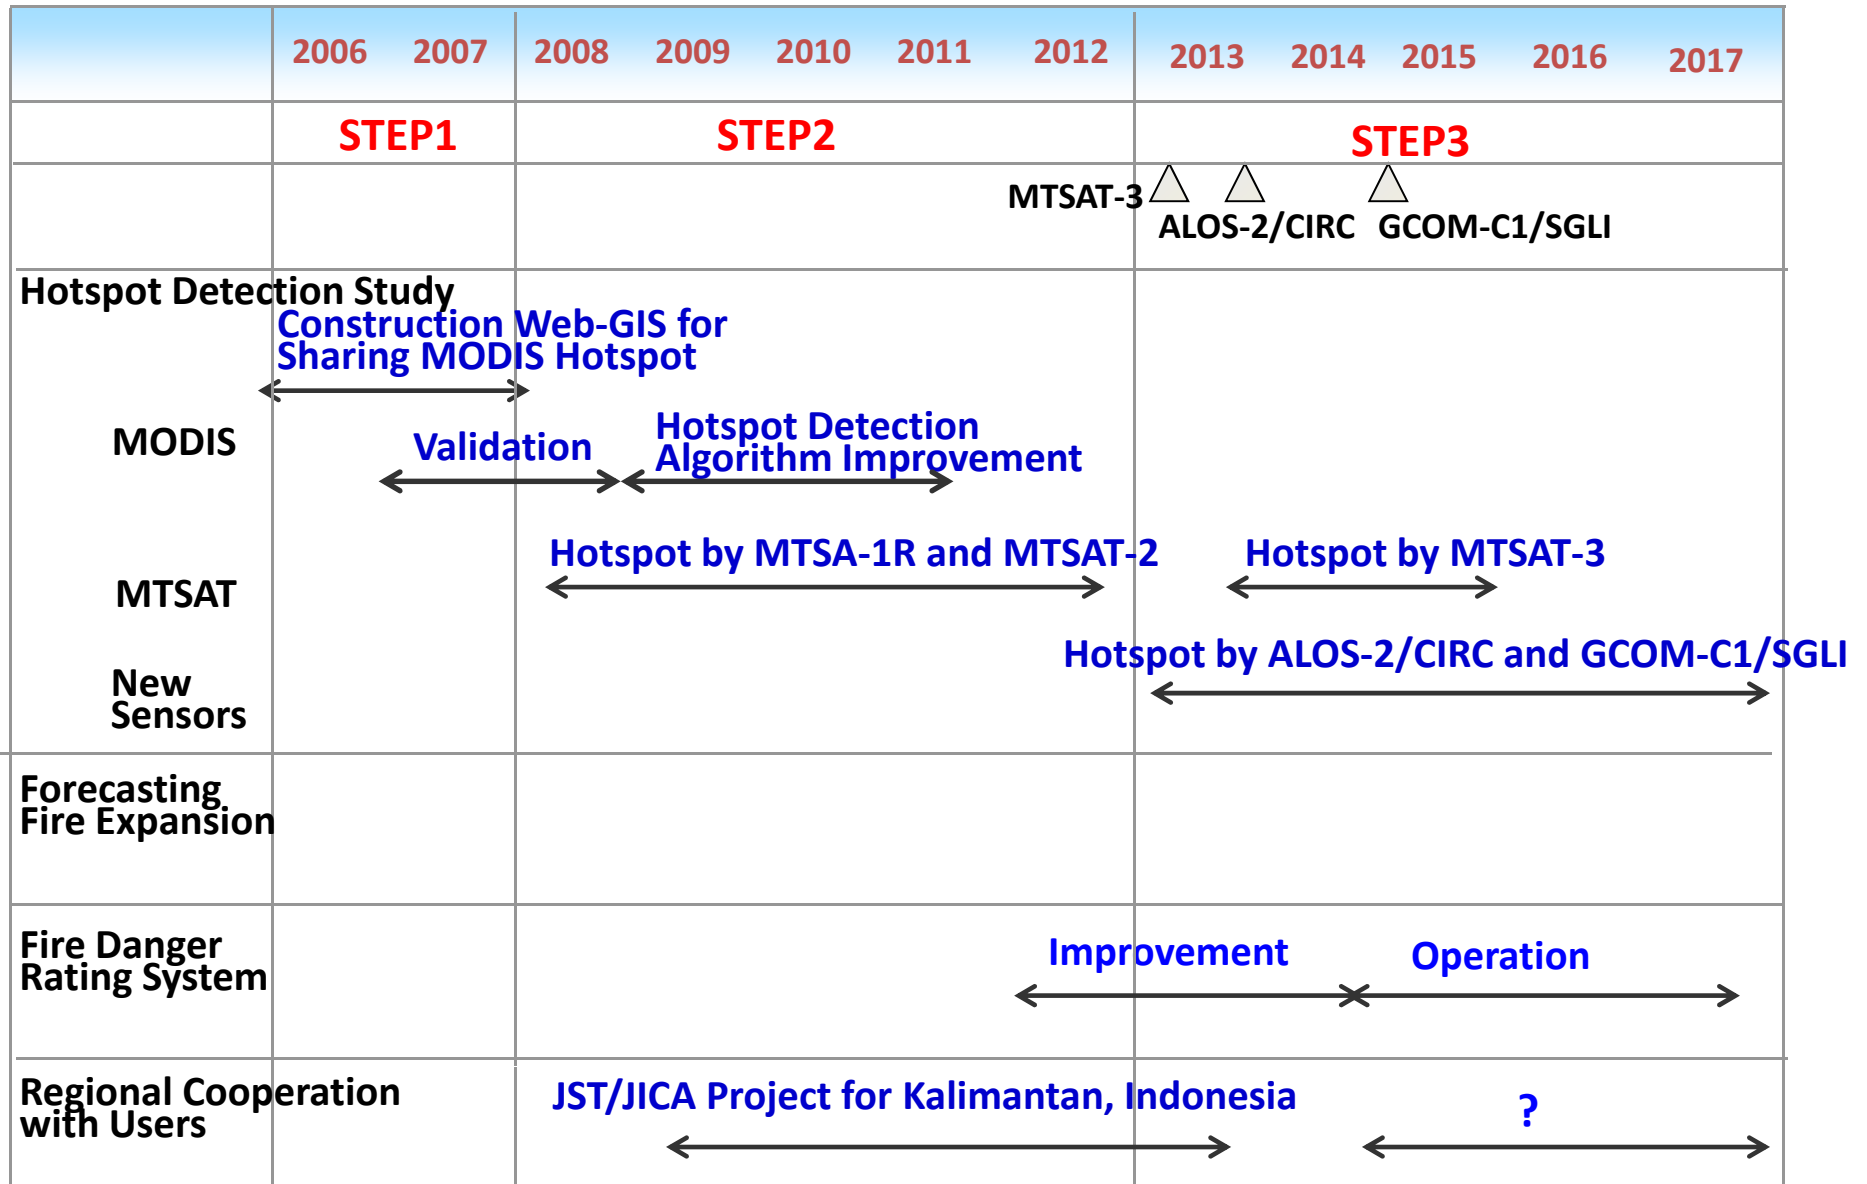 2006 2007 2008 2009 2010 2011 2012 2013 2014 2015 2016 2017
STEP1 STEP2 STEP3
MTSAT-3
ALOS-2/CIRC GCOM-C1/SGLI
Hotspot Detection Study
Construction Web-GIS for
Sharing MODIS Hotspot
MODIS
Validation
Hotspot Detection
Algorithm Improvement
Hotspot by MTSA-1R and MTSAT-2
Hotspot by MTSAT-3
MTSAT
Hotspot by ALOS-2/CIRC and GCOM-C1/SGLI
New
Sensors
Forecasting
Fire Expansion
Fire Danger
Rating System
Improvement
Operation
Regional Cooperation
with Users
JST/JICA Project for Kalimantan, Indonesia
?